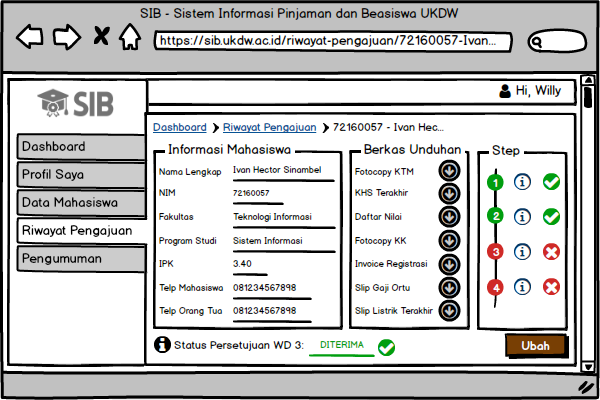 SIB - Sistem Informasi Pinjaman dan Beasiswa UKDW
https://sib.ukdw.ac.id/riwayat-pengajuan/72160057-Ivan...
Hi, Willy
SIB
Dashboard
Profil Saya
Data Mahasiswa
Riwayat Pengajuan
Pengumuman
Dashboard > Riwayat Pengajuan > 72160057 - Ivan Hec...
Informasi Mahasiswa
Nama Lengkap Ivan Hector Sinambel
NIM 72160057
Fakultas Teknologi Informasi
Program Studi Sistem Informasi
IPK 3.40
Telp Mahasiswa 081234567898
Telp Orang Tua 081234567898
Berkas Unduhan
Fotocopy KTM
KHS Terakhir
Daftar Nilai
Fotocopy KK
Invoice Registrasi
Slip Gaji Ortu
Slip Listrik Terakhir
Step
1
2
3
4
Status Persetujuan WD 3: DITERIMA
Ubah